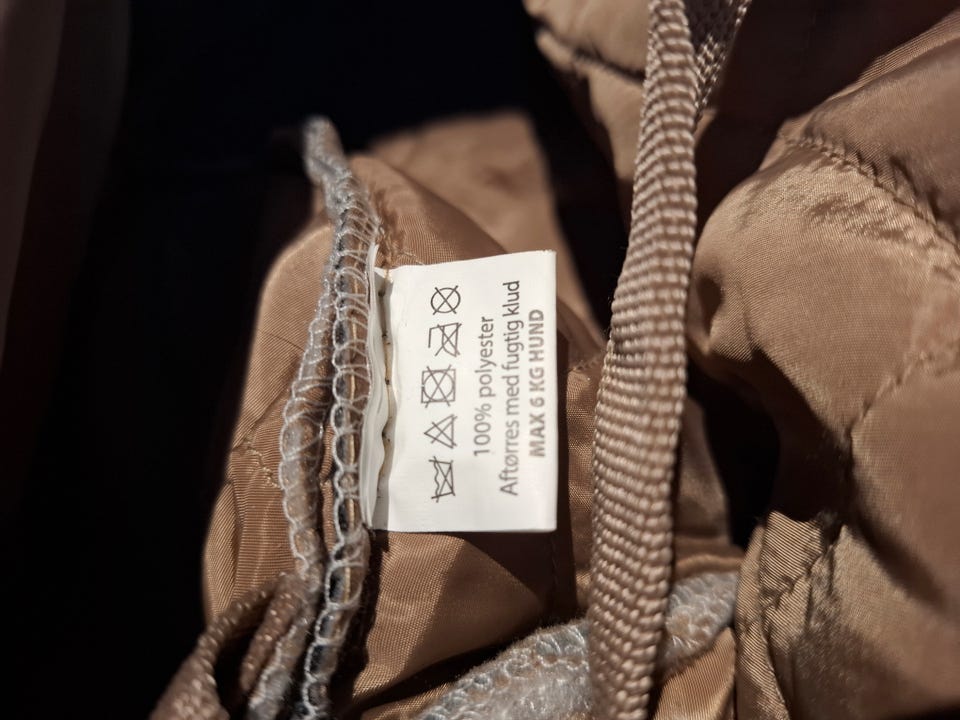 100% polyester
Aftørres med fugtig klud
MAX 6 KG HUND